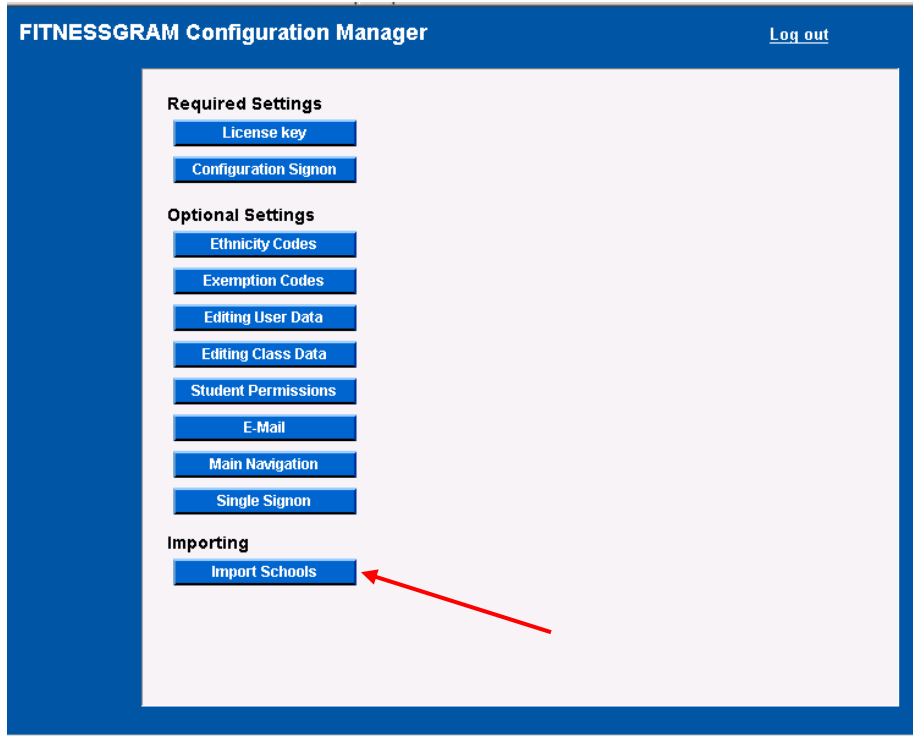 FITNESSGRAM Configuration Manager
Log out
Required Settings
License key
Configuration Signon
Optional Settings
Ethnicity Codes
Exemption Codes
Editing User Data
Editing Class Data
Student Permissions
E-Mail
Main Navigation
Single Signon
Importing
Import Schools